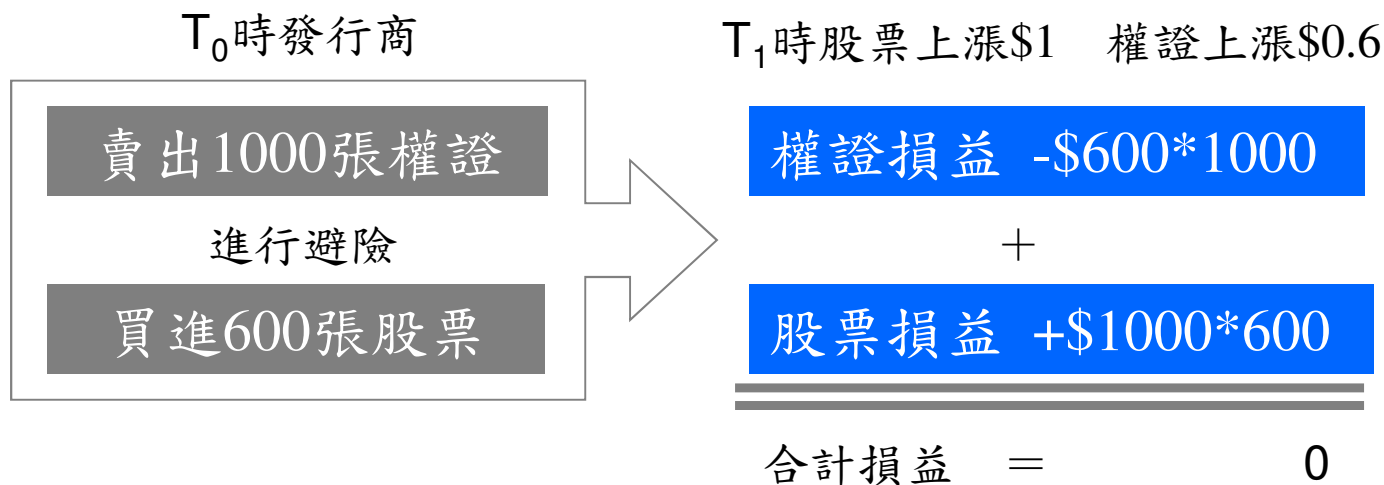 T₀時發行商
賣出1000張權證
進行避險
買進600張股票
T₁時股票上漲$1 權證上漲$0.6
權證損益 -$600*1000
+
股票損益 +$1000*600
合計損益 = 0